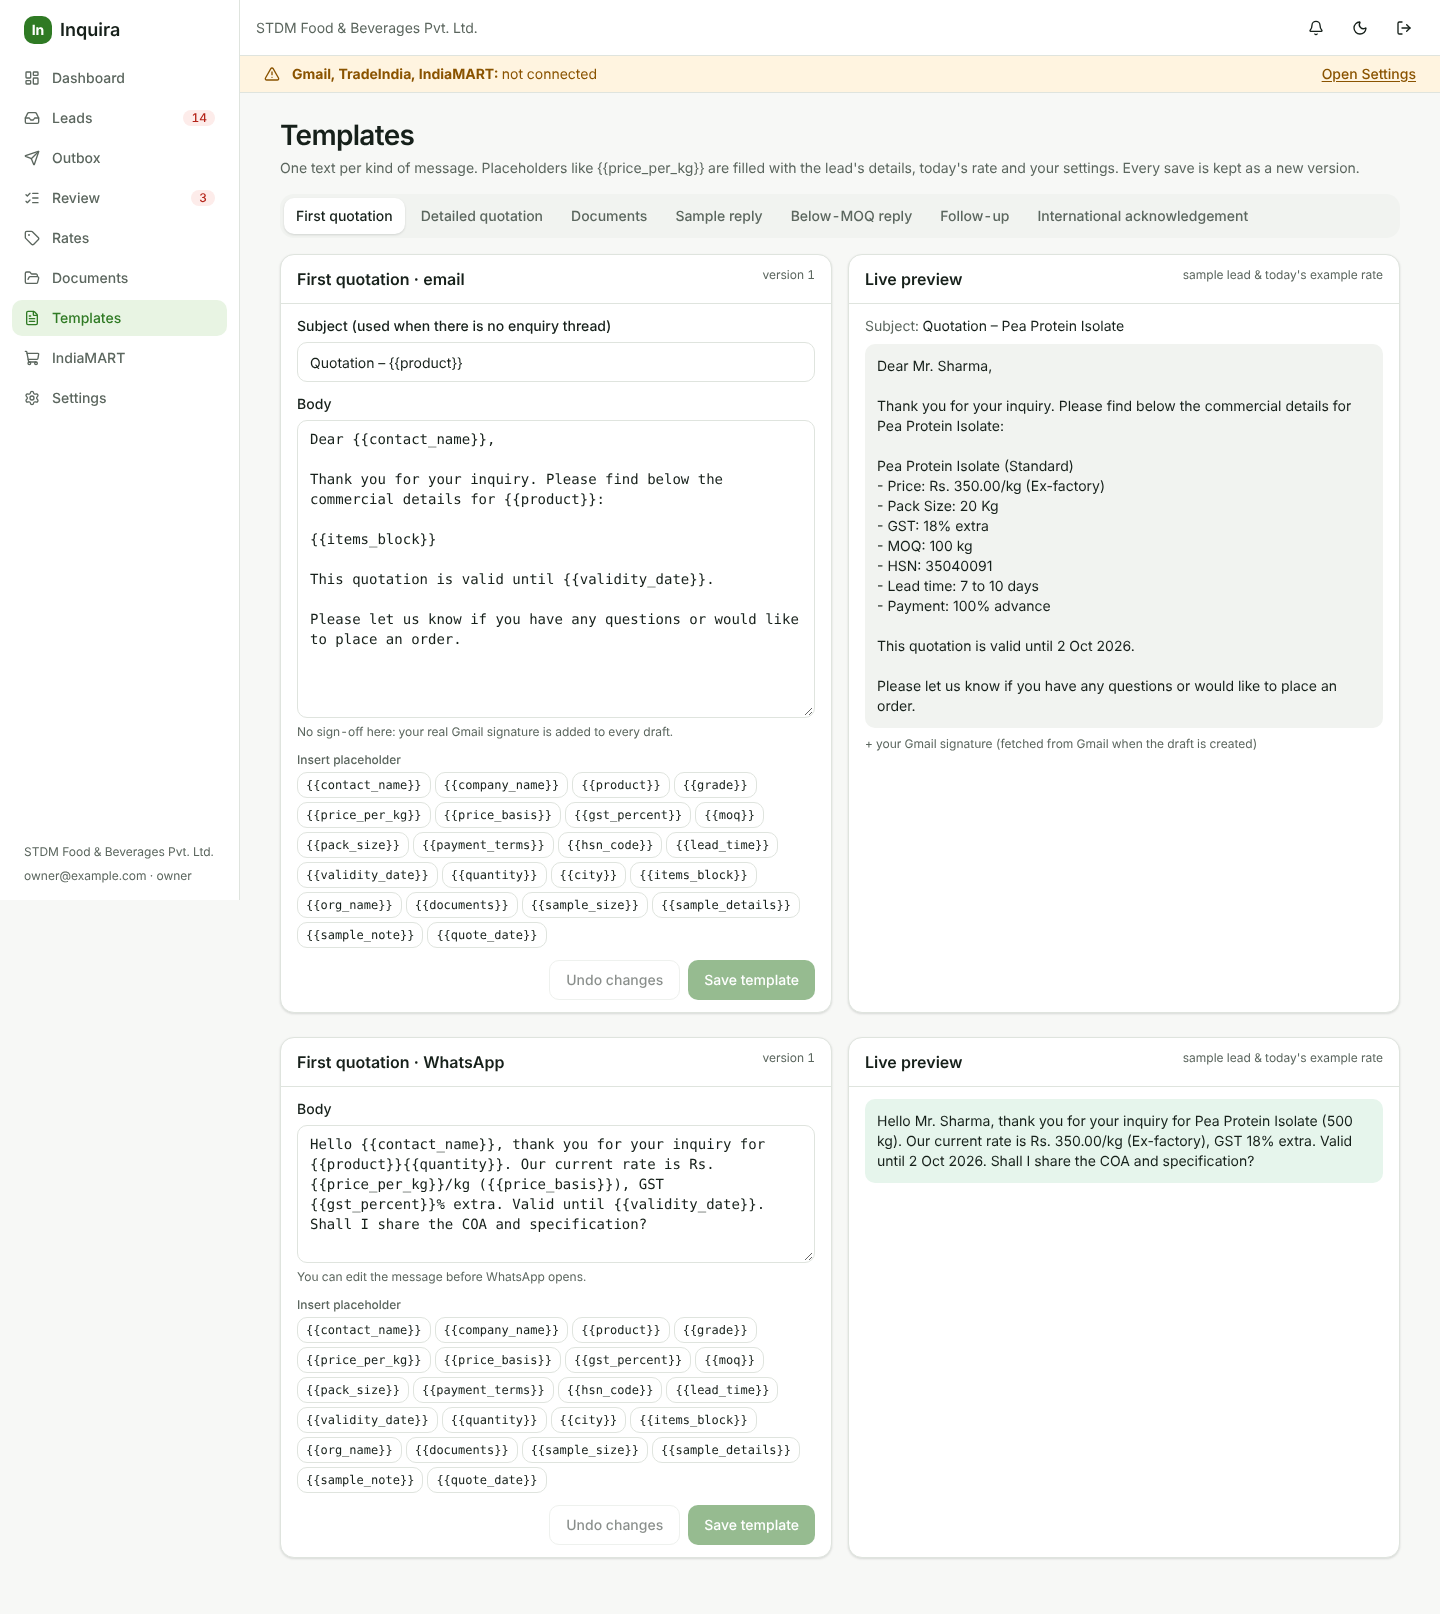 In Inquira
Dashboard
Leads 14
Outbox
Review 3
Rates
Documents
Templates
IndiaMART
Settings
STDM Food & Beverages Pvt. Ltd.
owner@example.com · owner
STDM Food & Beverages Pvt. Ltd.
Gmail, TradeIndia, IndiaMART: not connected Open Settings
Templates
One text per kind of message. Placeholders like {{price_per_kg}} are filled with the lead's details, today's rate and your settings. Every save is kept as a new version.
First quotation Detailed quotation Documents Sample reply Below-MOQ reply Follow-up International acknowledgement
First quotation · email version 1
Subject (used when there is no enquiry thread)
Quotation – {{product}}
Body
Dear {{contact_name}},
Thank you for your inquiry. Please find below the
commercial details for {{product}}:
{{items_block}}
This quotation is valid until {{validity_date}}.
Please let us know if you have any questions or would like
to place an order.
No sign-off here: your real Gmail signature is added to every draft.
Insert placeholder
{{contact_name}} {{company_name}} {{product}} {{grade}}
{{price_per_kg}} {{price_basis}} {{gst_percent}} {{moq}}
{{pack_size}} {{payment_terms}} {{hsn_code}} {{lead_time}}
{{validity_date}} {{quantity}} {{city}} {{items_block}}
{{org_name}} {{documents}} {{sample_size}} {{sample_details}}
{{sample_note}} {{quote_date}}
Undo changes Save template
Live preview sample lead & today's example rate
Subject: Quotation – Pea Protein Isolate
Dear Mr. Sharma,
Thank you for your inquiry. Please find below the commercial details for
Pea Protein Isolate:
Pea Protein Isolate (Standard)
- Price: Rs. 350.00/kg (Ex-factory)
- Pack Size: 20 Kg
- GST: 18% extra
- MOQ: 100 kg
- HSN: 35040091
- Lead time: 7 to 10 days
- Payment: 100% advance
This quotation is valid until 2 Oct 2026.
Please let us know if you have any questions or would like to place an
order.
+ your Gmail signature (fetched from Gmail when the draft is created)
First quotation · WhatsApp version 1
Body
Hello {{contact_name}}, thank you for your inquiry for
{{product}}{{quantity}}. Our current rate is Rs.
{{price_per_kg}}/kg ({{price_basis}}), GST
{{gst_percent}}% extra. Valid until {{validity_date}}.
Shall I share the COA and specification?
You can edit the message before WhatsApp opens.
Insert placeholder
{{contact_name}} {{company_name}} {{product}} {{grade}}
{{price_per_kg}} {{price_basis}} {{gst_percent}} {{moq}}
{{pack_size}} {{payment_terms}} {{hsn_code}} {{lead_time}}
{{validity_date}} {{quantity}} {{city}} {{items_block}}
{{org_name}} {{documents}} {{sample_size}} {{sample_details}}
{{sample_note}} {{quote_date}}
Undo changes Save template
Live preview sample lead & today's example rate
Hello Mr. Sharma, thank you for your inquiry for Pea Protein Isolate (500
kg). Our current rate is Rs. 350.00/kg (Ex-factory), GST 18% extra. Valid
until 2 Oct 2026. Shall I share the COA and specification?